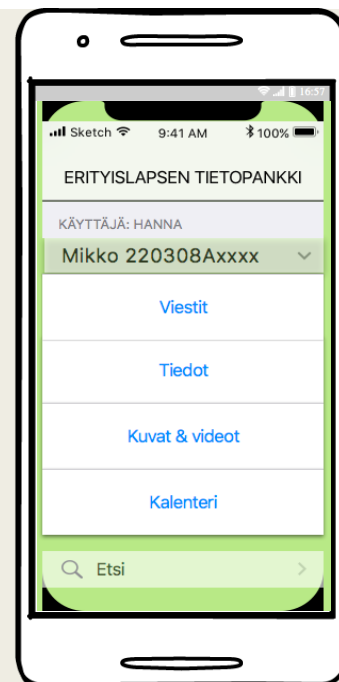 16:57
Sketch 9:41 AM 100%
ERITYISLAPSEN TIETOPANKKI
KÄYTTÄJÄ: HANNA
Mikko 220308Axxxx
Viestit
Tiedot
Kuvat & videot
Kalenteri
Etsi